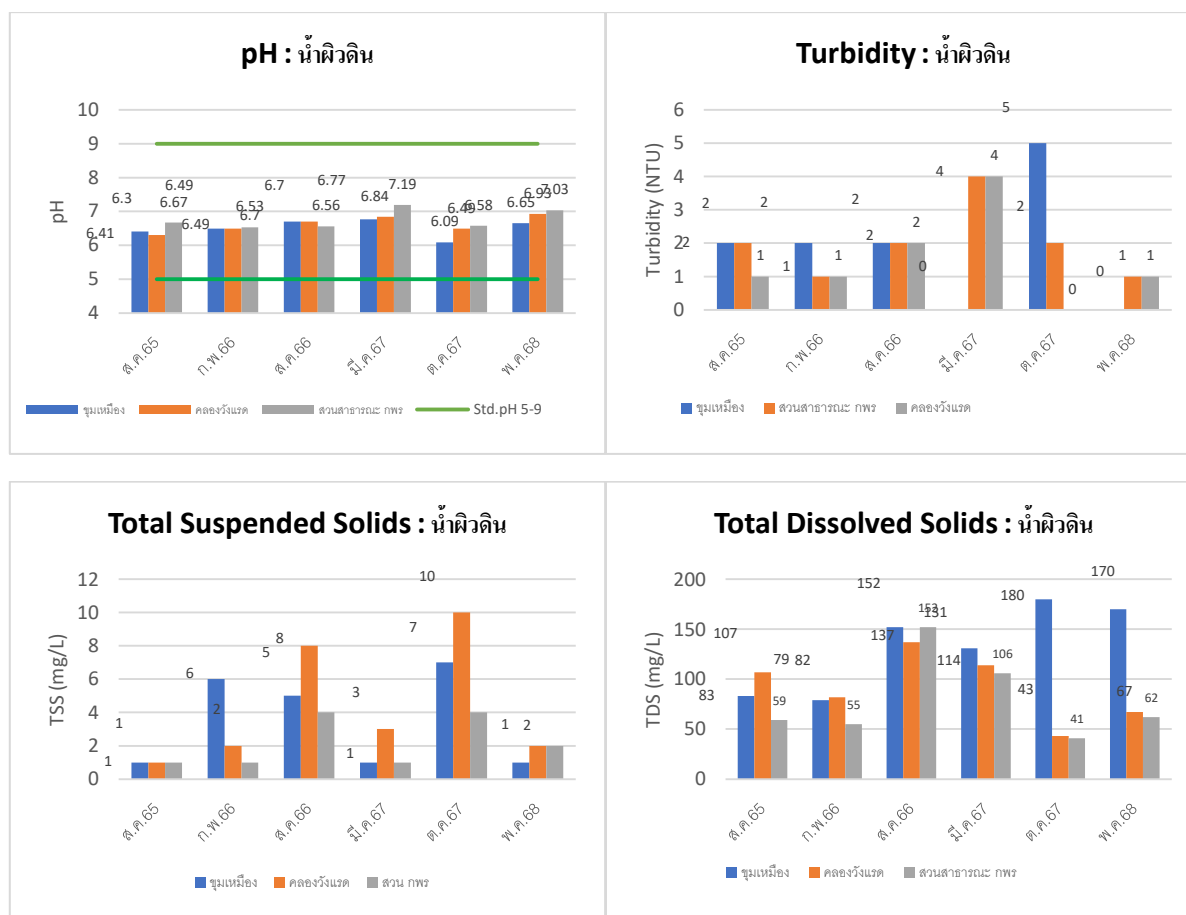 pH : น้ำผิวดิน
10
9
8
7
6
5
4
pH
6.3
6.49
6.67
6.41
6.49
6.53
6.7
6.7
6.77
6.56
6.84
7.19
6.09
6.49
6.58
6.65
6.93
7.03
ส.ค.65
ก.พ.66
ส.ค.66
มี.ค.67
ต.ค.67
พ.ค.68
ขุมเหมือง
คลองวังแรด
สวนสาธารณะ กพร
Std.pH 5-9
Turbidity : น้ำผิวดิน
6
5
4
3
2
1
0
Turbidity (NTU)
2
2
2
1
1
2
1
2
2
0
4
4
5
2
0
0
1
1
ส.ค.65
ก.พ.66
ส.ค.66
มี.ค.67
ต.ค.67
พ.ค.68
ขุมเหมือง
สวนสาธารณะ กพร
คลองวังแรด
Total Suspended Solids : น้ำผิวดิน
12
10
8
6
4
2
0
TSS (mg/L)
1
1
6
2
5
8
1
3
7
10
1
2
ส.ค.65
ก.พ.66
ส.ค.66
มี.ค.67
ต.ค.67
พ.ค.68
ขุมเหมือง
คลองวังแรด
สวน กพร
Total Dissolved Solids : น้ำผิวดิน
200
150
100
50
0
TDS (mg/L)
83
107
59
79
82
55
152
137
152
131
114
106
180
43
41
170
67
62
ส.ค.65
ก.พ.66
ส.ค.66
มี.ค.67
ต.ค.67
พ.ค.68
ขุมเหมือง
คลองวังแรด
สวนสาธารณะ กพร